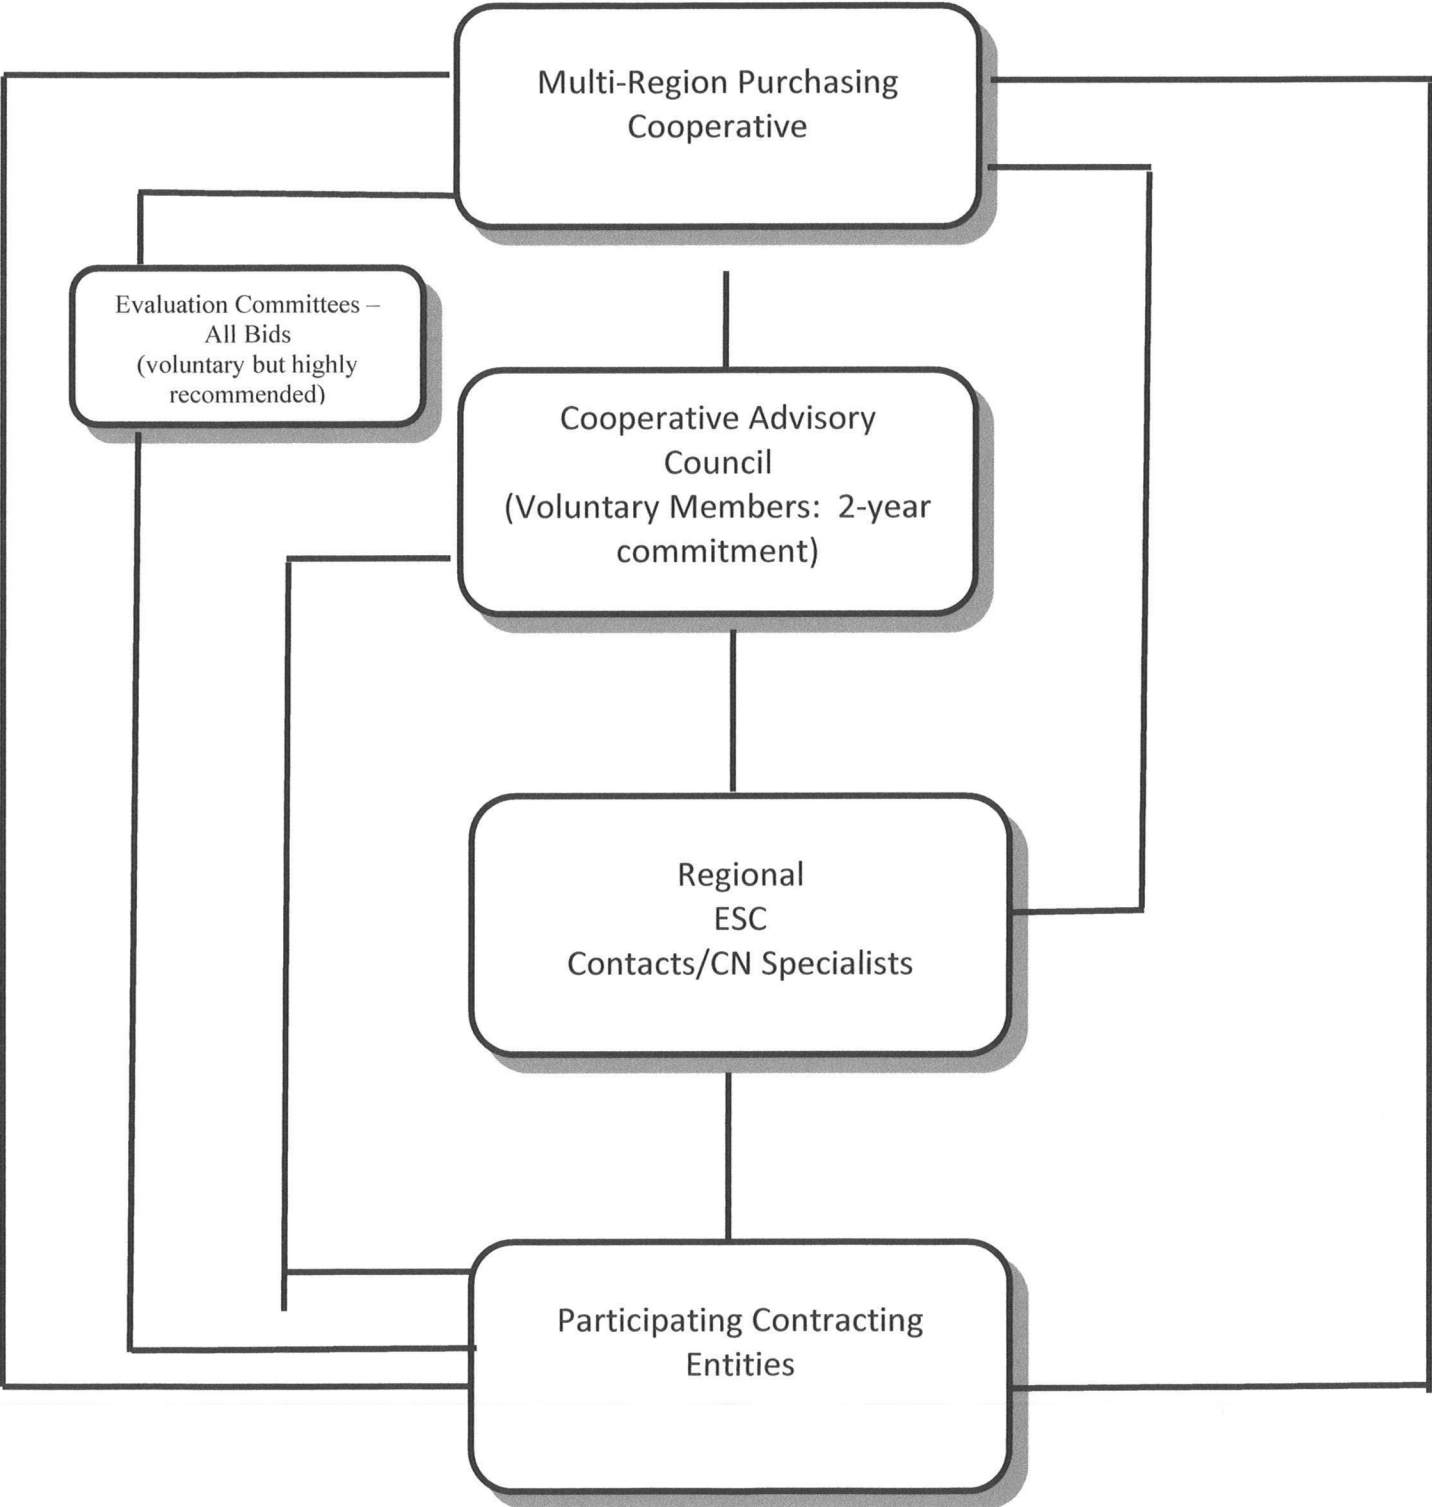 Multi-Region Purchasing
Cooperative
Evaluation Committees –
All Bids
(voluntary but highly
recommended)
Cooperative Advisory
Council
(Voluntary Members:  2-year
commitment)
Regional
ESC
Contacts/CN Specialists
Participating Contracting
Entities